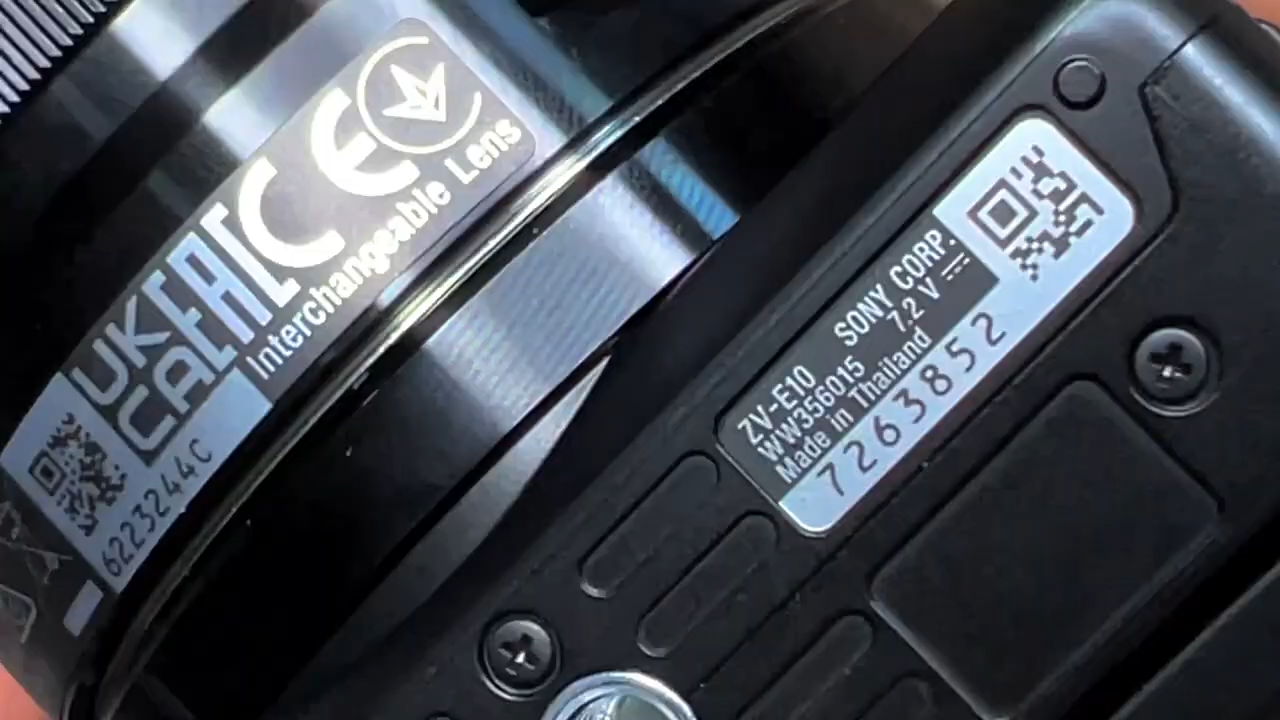 UK
CA
EAC
CE
Interchangeable Lens
6223244C
ZV-E10 SONY CORP.
WW356015 7.2 V
Made in Thailand
7263852